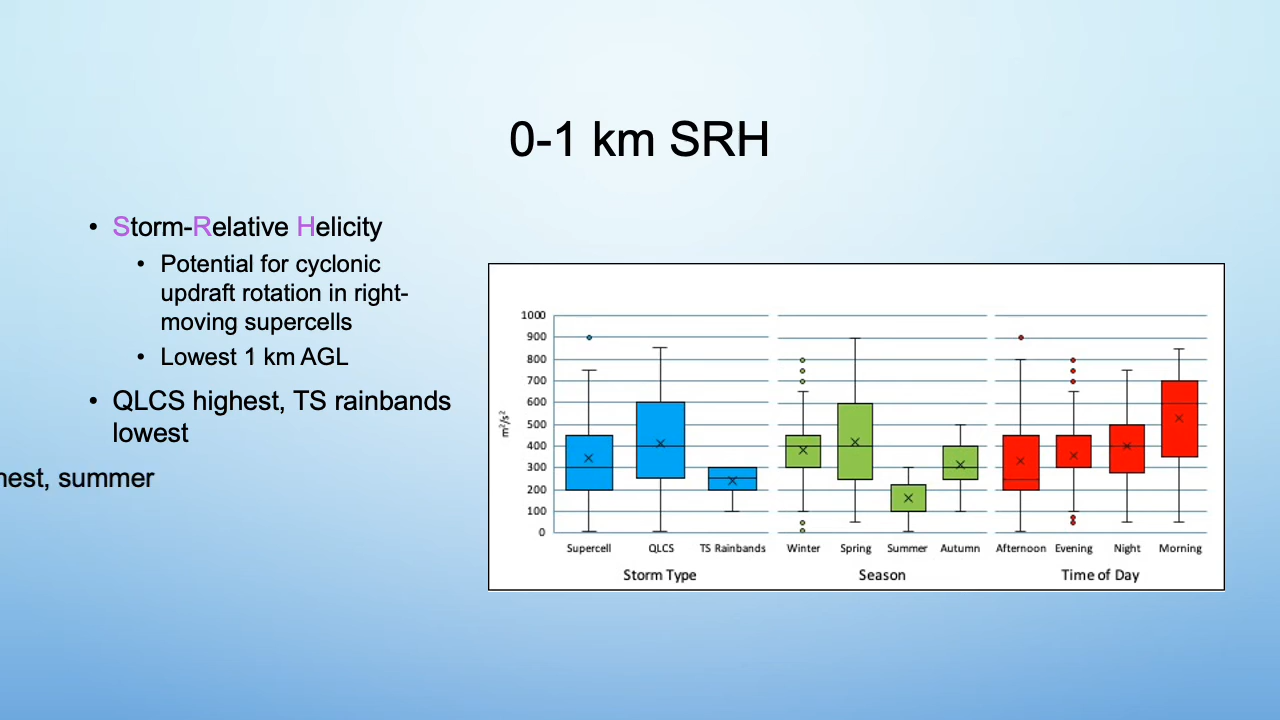 0-1 km SRH
• Storm-Relative Helicity
• Potential for cyclonic
updraft rotation in right-
moving supercells
• Lowest 1 km AGL
• QLCS highest, TS rainbands
lowest
summer
1000
900
800
700
600
500
400
300
200
100
0
m²/s²
Supercell QLCS TS Rainbands Winter Spring Summer Autumn Afternoon Evening Night Morning
Storm Type Season Time of Day